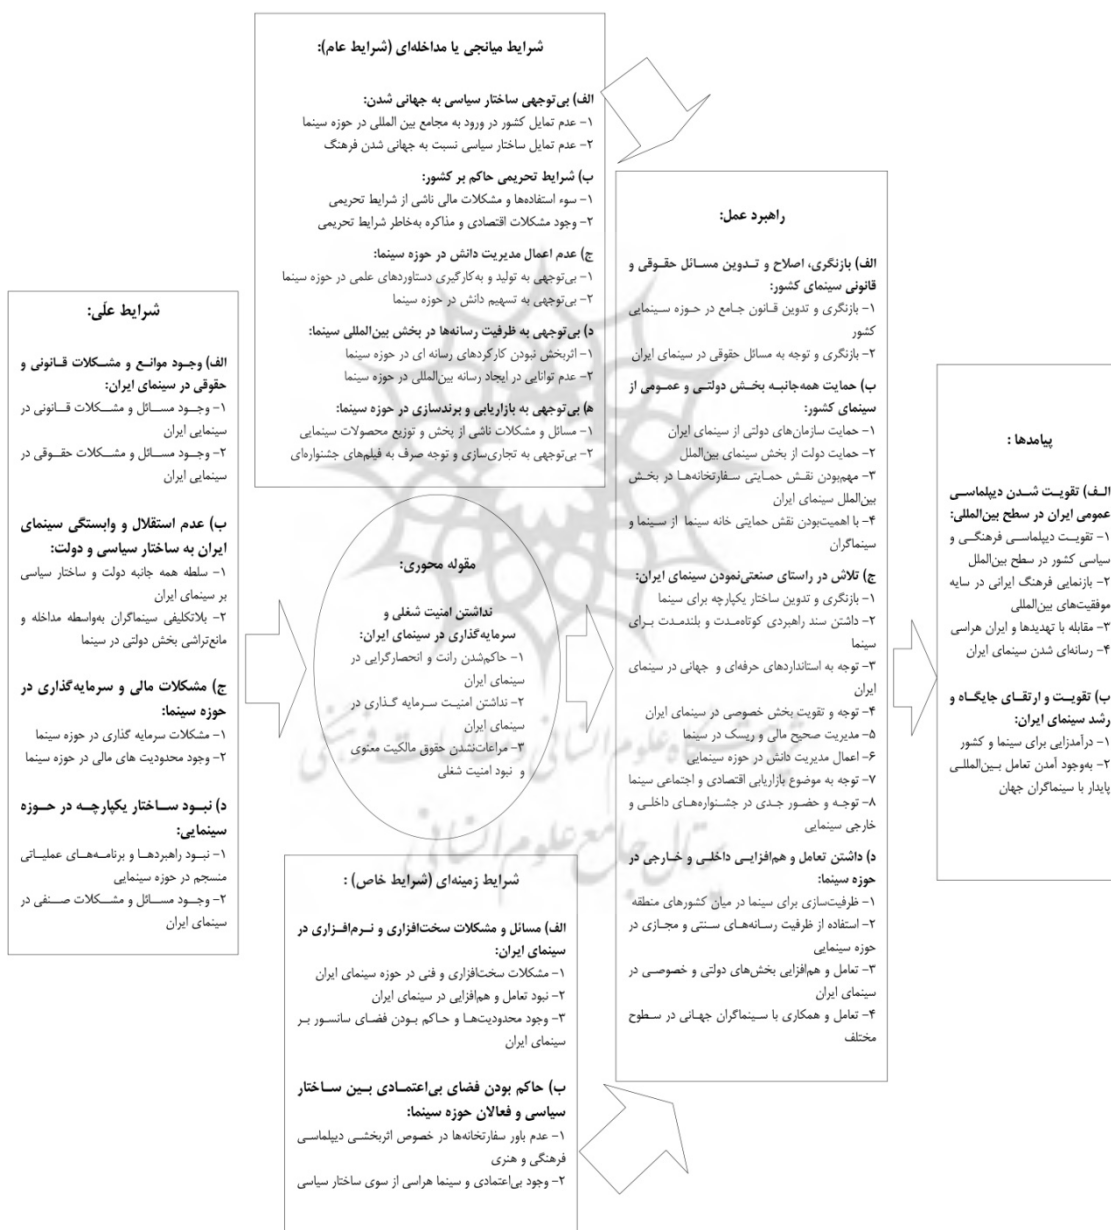 شرایط میانجی یا مداخله‌ای (شرایط عام):
الف) بی‌توجهی ساختار سیاسی به جهانی شدن:
۱- عدم تمایل کشور در ورود به مجامع بین المللی در حوزه سینما
۲- عدم تمایل ساختار سیاسی نسبت به جهانی شدن فرهنگ
ب) شرایط تحریمی حاکم بر کشور:
۱- سوء استفاده‌ها و مشکلات مالی ناشی از شرایط تحریمی
۲- وجود مشکلات اقتصادی و مذاکره به‌خاطر شرایط تحریمی
ج) عدم اعمال مدیریت دانش در حوزه سینما:
۱- بی‌توجهی به تولید و به‌کارگیری دستاوردهای علمی در حوزه سینما
۲- بی‌توجهی به تسهیم دانش در حوزه سینما
د) بی‌توجهی به ظرفیت رسانه‌ها در بخش بین‌المللی سینما:
۱- اثربخش نبودن کارکردهای رسانه ای در حوزه سینما
۲- عدم توانایی در ایجاد رسانه بین‌المللی در حوزه سینما
ه) بی‌توجهی به بازاریابی و برندسازی در حوزه سینما:
۱- مسائل و مشکلات ناشی از پخش و توزیع محصولات سینمایی
۲- بی‌توجهی به تجاری‌سازی و توجه صرف به فیلم‌های جشنواره‌ای
شرایط علّی:
الف) وجود موانع و مشکلات قانونی و
حقوقی در سینمای ایران:
۱- وجود مسائل و مشکلات قانونی در
سینمایی ایران
۲- وجود مسائل و مشکلات حقوقی در
سینمایی ایران
ب) عدم استقلال و وابستگی سینمای
ایران به ساختار سیاسی و دولت:
۱- سلطه همه جانبه دولت و ساختار سیاسی
بر سینمای ایران
۲- بلاتکلیفی سینماگران به‌واسطه مداخله و
مانع‌تراشی بخش دولتی در سینما
ج) مشکلات مالی و سرمایه‌گذاری در
حوزه سینما:
۱- مشکلات سرمایه گذاری در حوزه سینما
۲- وجود محدودیت های مالی در حوزه سینما
د) نبود ساختار یکپارچه در حوزه
سینمایی:
۱- نبود راهبردها و برنامه‌های عملیاتی
منسجم در حوزه سینمایی
۲- وجود مسائل و مشکلات صنفی در
سینمای ایران
مقوله محوری:
نداشتن امنیت شغلی و
سرمایه‌گذاری در سینمای ایران:
۱- حاکم‌شدن رانت و انحصارگرایی در
سینمای ایران
۲- نداشتن امنیت سرمایه گذاری در
سینمای ایران
۳- مراعات‌نشدن حقوق مالکیت معنوی
و نبود امنیت شغلی
شرایط زمینه‌ای (شرایط خاص) :
الف) مسائل و مشکلات سخت‌افزاری و نرم‌افزاری در
سینمای ایران:
۱- مشکلات سخت‌افزاری و فنی در حوزه سینمای ایران
۲- نبود تعامل و هم‌افزایی در سینمای ایران
۳- وجود محدودیت‌ها و حاکم بودن فضای سانسور بر
سینمای ایران
ب) حاکم بودن فضای بی‌اعتمادی بین ساختار
سیاسی و فعالان حوزه سینما:
۱- عدم باور سفارتخانه‌ها در خصوص اثربخشی دیپلماسی
فرهنگی و هنری
۲- وجود بی‌اعتمادی و سینما هراسی از سوی ساختار سیاسی
راهبرد عمل:
الف) بازنگری، اصلاح و تدوین مسائل حقوقی و
قانونی سینمای کشور:
۱- بازنگری و تدوین قانون جامع در حوزه سینمایی
کشور
۲- بازنگری و توجه به مسائل حقوقی در سینمای ایران
ب) حمایت همه‌جانبه بخش دولتی و عمومی از
سینمای کشور:
۱- حمایت سازمان‌های دولتی از سینمای ایران
۲- حمایت دولت از بخش سینمای بین‌الملل
۳- مهم‌بودن نقش حمایتی سفارتخانه‌ها در بخش
بین‌الملل سینمای ایران
۴- با اهمیت‌بودن نقش حمایتی خانه سینما از سینما و
سینماگران
ج) تلاش در راستای صنعتی‌نمودن سینمای ایران:
۱- بازنگری و تدوین ساختار یکپارچه برای سینما
۲- داشتن سند راهبردی کوتاه‌مدت و بلندمدت برای
سینما
۳- توجه به استانداردهای حرفه‌ای و جهانی در سینمای
ایران
۴- توجه و تقویت بخش خصوصی در سینمای ایران
۵- مدیریت صحیح مالی و ریسک در سینما
۶- اعمال مدیریت دانش در حوزه سینمایی
۷- توجه به موضوع بازاریابی اقتصادی و اجتماعی سینما
۸- توجه و حضور جدی در جشنواره‌های داخلی و
خارجی سینمایی
د) داشتن تعامل و هم‌افزایی داخلی و خارجی در
حوزه سینما:
۱- ظرفیت‌سازی برای سینما در میان کشورهای منطقه
۲- استفاده از ظرفیت رسانه‌های سنتی و مجازی در
حوزه سینمایی
۳- تعامل و هم‌افزایی بخش‌های دولتی و خصوصی در
سینمای ایران
۴- تعامل و همکاری با سینماگران جهانی در سطوح
مختلف
پیامدها :
الف) تقویت شدن دیپلماسی
عمومی ایران در سطح بین‌المللی:
۱- تقویت دیپلماسی فرهنگی و
سیاسی کشور در سطح بین‌الملل
۲- بازنمایی فرهنگ ایرانی در سایه
موفقیت‌های بین‌المللی
۳- مقابله با تهدیدها و ایران هراسی
۴- رسانه‌ای شدن سینمای ایران
ب) تقویت و ارتقای جایگاه و
رشد سینمای ایران:
۱- درآمدزایی برای سینما و کشور
۲- به‌وجود آمدن تعامل بین‌المللی
پایدار با سینماگران جهان
پژوهشگاه علوم انسانی و مطالعات فرهنگی
پرتال جامع علوم انسانی